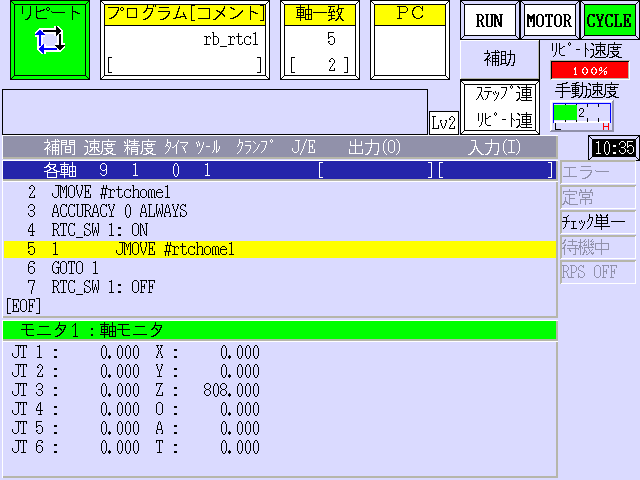 リピート プログラム[コメント] 軸一致 PC RUN MOTOR CYCLE
rb_rtc1 5
[ ] [ 2 ]
補助 ﾘﾋﾟｰﾄ速度
100%
ｽﾃｯﾌﾟ連 手動速度
Lv2 ﾘﾋﾟｰﾄ連 2
L H
補間 速度 精度 ﾀｲﾏ ﾂｰﾙ ｸﾗﾝﾌﾟ J/E 出力(O) 入力(I) 10:35
各軸 9 1 0 1 [ ][ ] エラー
2 JMOVE #rtchome1
3 ACCURACY 0 ALWAYS 定常
4 RTC_SW 1: ON ﾁｪｯｸ単一
5 1 JMOVE #rtchome1 待機中
6 GOTO 1 RPS OFF
7 RTC_SW 1: OFF
[EOF]
モニタ1：軸モニタ
JT 1 : 0.000 X : 0.000
JT 2 : 0.000 Y : 0.000
JT 3 : 0.000 Z : 808.000
JT 4 : 0.000 O : 0.000
JT 5 : 0.000 A : 0.000
JT 6 : 0.000 T : 0.000